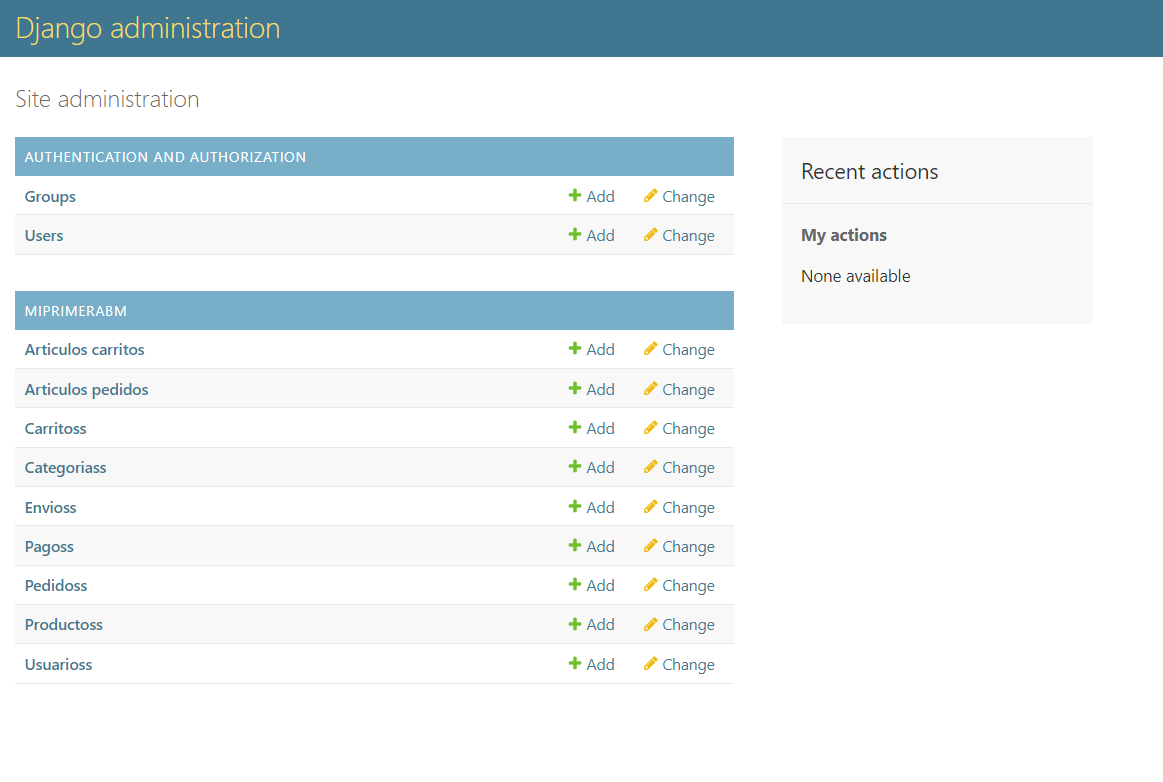 Django administration
Site administration
AUTHENTICATION AND AUTHORIZATION
Groups Add Change
Users Add Change
MIPRIMERABM
Articulos carritos Add Change
Articulos pedidos Add Change
Carritoss Add Change
Categoriass Add Change
Envioss Add Change
Pagoss Add Change
Pedidoss Add Change
Productoss Add Change
Usuarioss Add Change
Recent actions
My actions
None available